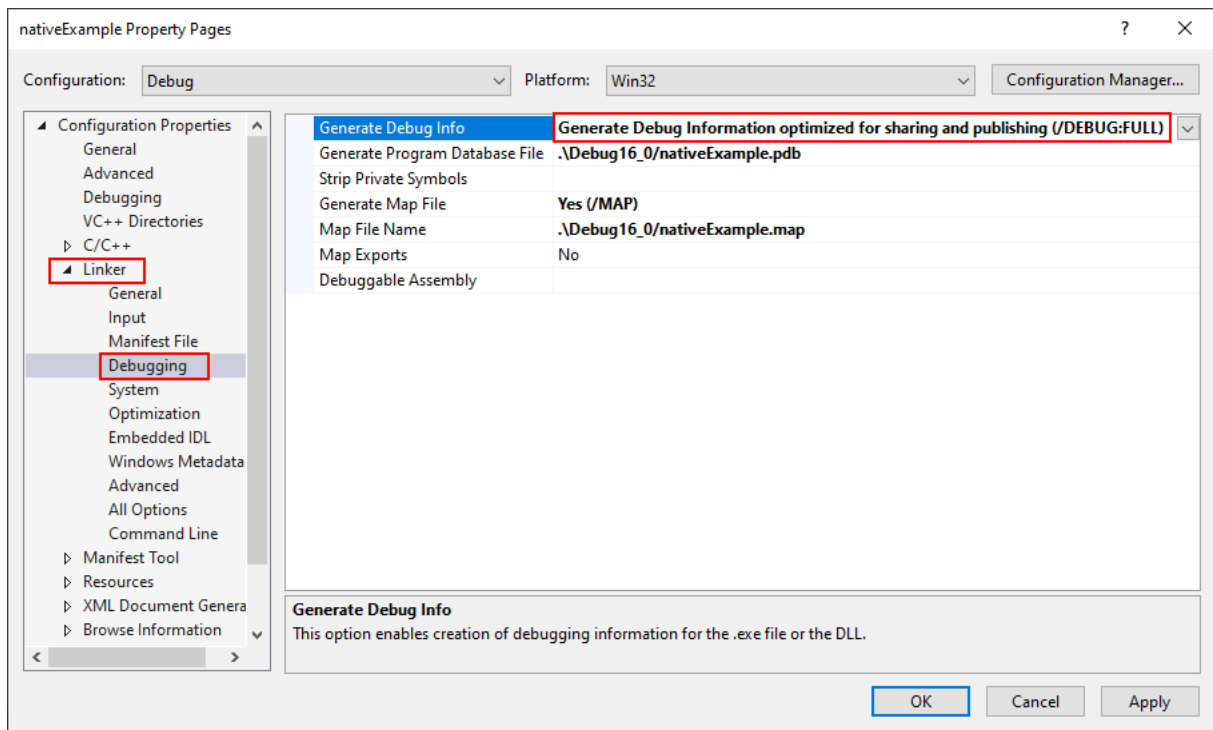 nativeExample Property Pages ?
Configuration: Debug Platform: Win32 Configuration Manager...
Configuration Properties
General
Advanced
Debugging
VC++ Directories
C/C++
Linker
General
Input
Manifest File
Debugging
System
Optimization
Embedded IDL
Windows Metadata
Advanced
All Options
Command Line
Manifest Tool
Resources
XML Document Genera
Browse Information
Generate Debug Info Generate Debug Information optimized for sharing and publishing (/DEBUG:FULL)
Generate Program Database File .\Debug16_0/nativeExample.pdb
Strip Private Symbols
Generate Map File Yes (/MAP)
Map File Name .\Debug16_0/nativeExample.map
Map Exports No
Debuggable Assembly
Generate Debug Info
This option enables creation of debugging information for the .exe file or the DLL.
OK Cancel Apply